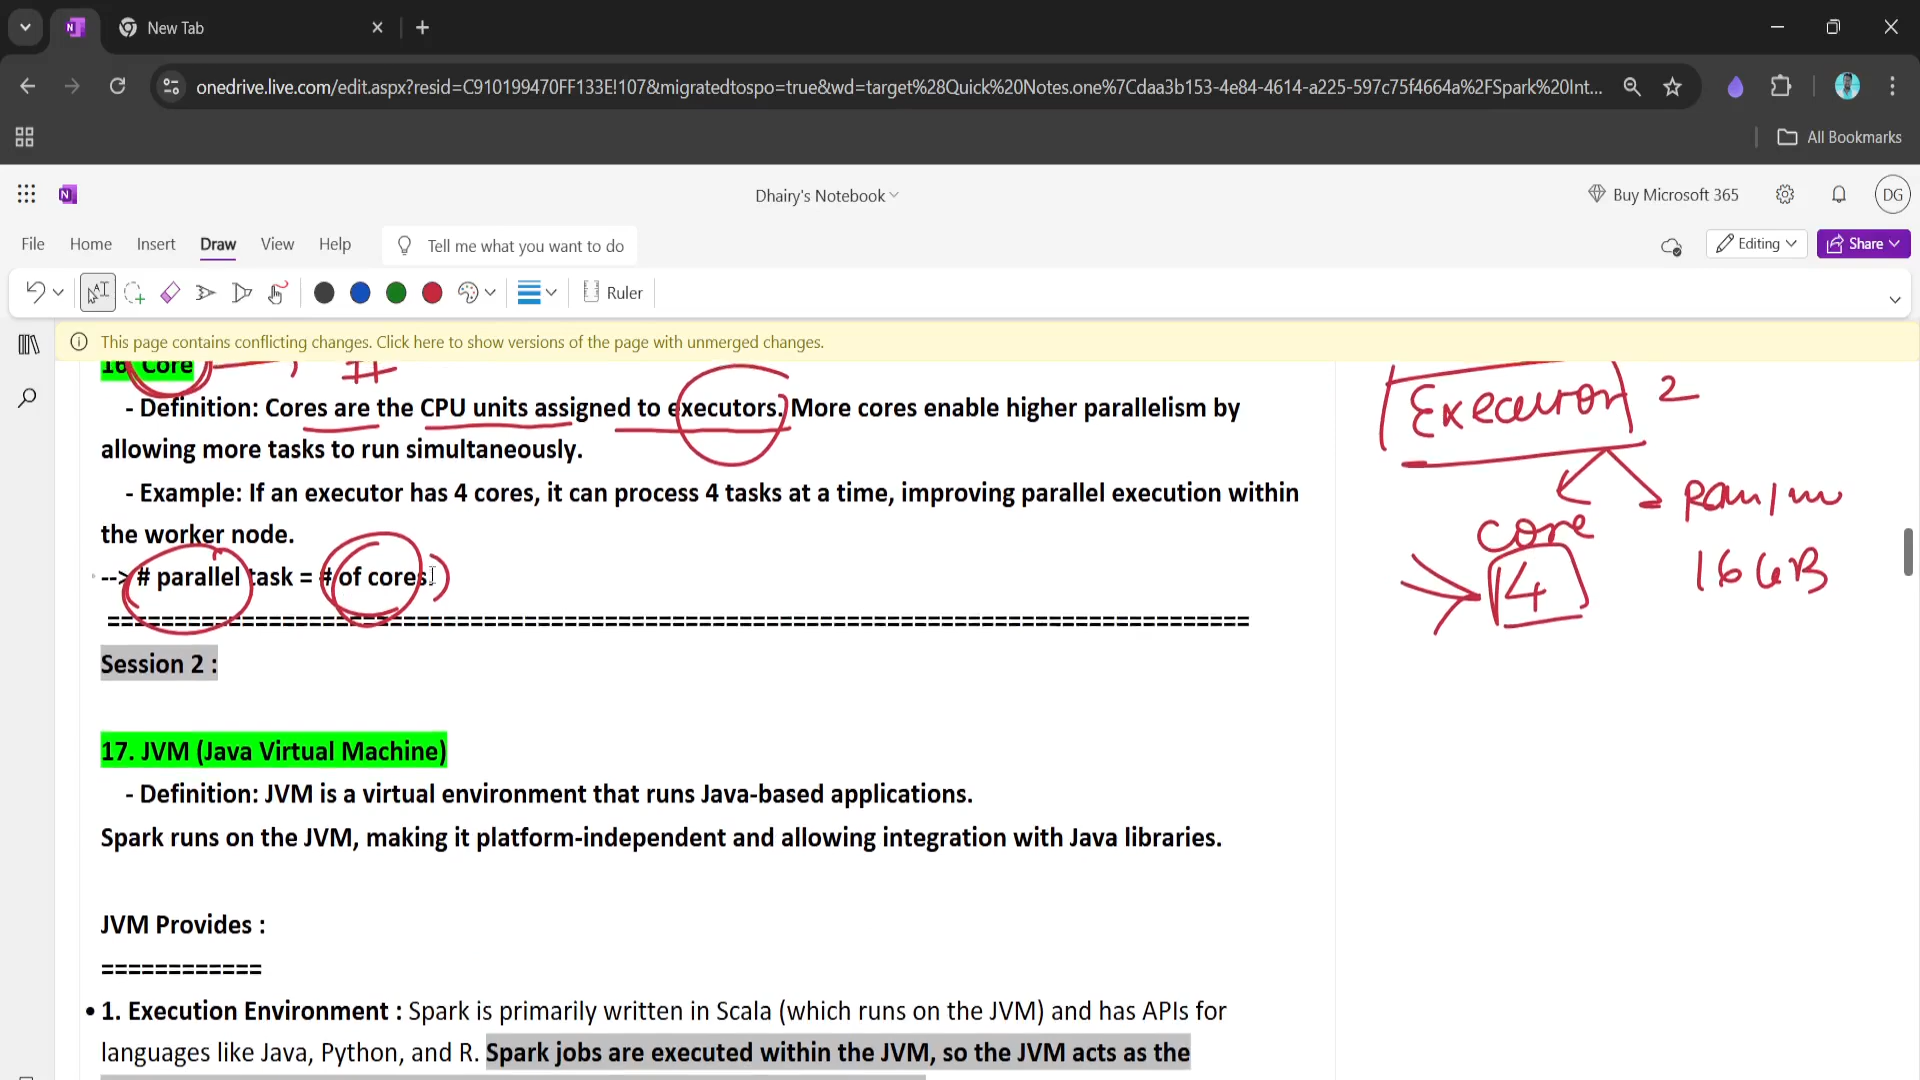 New Tab
onedrive.live.com/edit.aspx?resid=C910199470FF133E!107&migratedtospo=true&wd=target%28Quick%20Notes.one%7Cdaa3b153-4e84-4614-a225-597c75f4664a%2FSpark%20Int...
All Bookmarks
Dhairy's Notebook
Buy Microsoft 365
DG
File Home Insert Draw View Help
Tell me what you want to do
Editing
Share
Ruler
This page contains conflicting changes. Click here to show versions of the page with unmerged changes.
16. Core
#
- Definition: Cores are the CPU units assigned to executors. More cores enable higher parallelism by
allowing more tasks to run simultaneously.
- Example: If an executor has 4 cores, it can process 4 tasks at a time, improving parallel execution within
the worker node.
--> # parallel task = # of cores.
=====================================================================================
Session 2 :
17. JVM (Java Virtual Machine)
- Definition: JVM is a virtual environment that runs Java-based applications.
Spark runs on the JVM, making it platform-independent and allowing integration with Java libraries.
JVM Provides :
============
• 1. Execution Environment : Spark is primarily written in Scala (which runs on the JVM) and has APIs for
languages like Java, Python, and R. Spark jobs are executed within the JVM, so the JVM acts as the
Executor 2
Core
4
Ram/m
16 GB